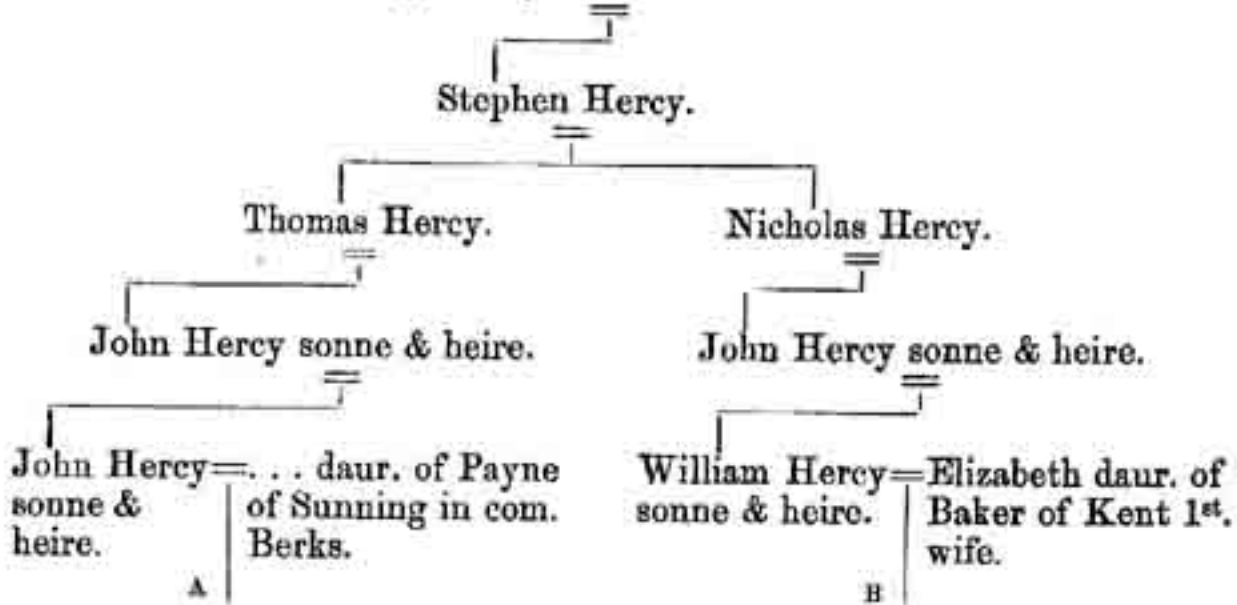 Stephen Hercy.
Thomas Hercy.
Nicholas Hercy.
John Hercy sonne & heire.
John Hercy sonne & heire.
John Hercy=... daur. of Payne
sonne & of Sunning in com.
heire. Berks.
A
William Hercy=Elizabeth daur. of
sonne & heire. Baker of Kent 1st.
wife.
B